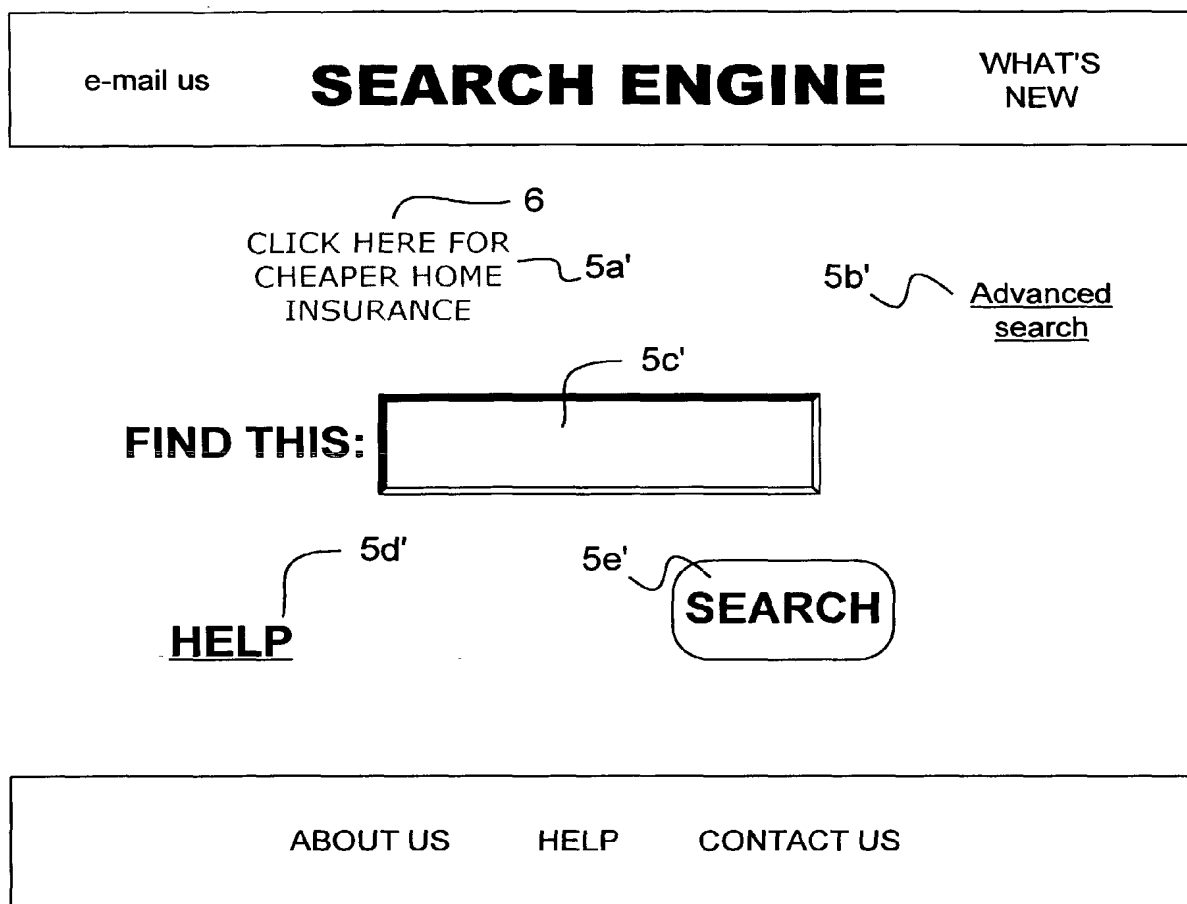 e-mail us SEARCH ENGINE WHAT'S
NEW
6
CLICK HERE FOR
CHEAPER HOME
INSURANCE
5a'
5b'
Advanced
search
5c'
FIND THIS:
5d'
5e'
HELP
SEARCH
ABOUT US HELP CONTACT US